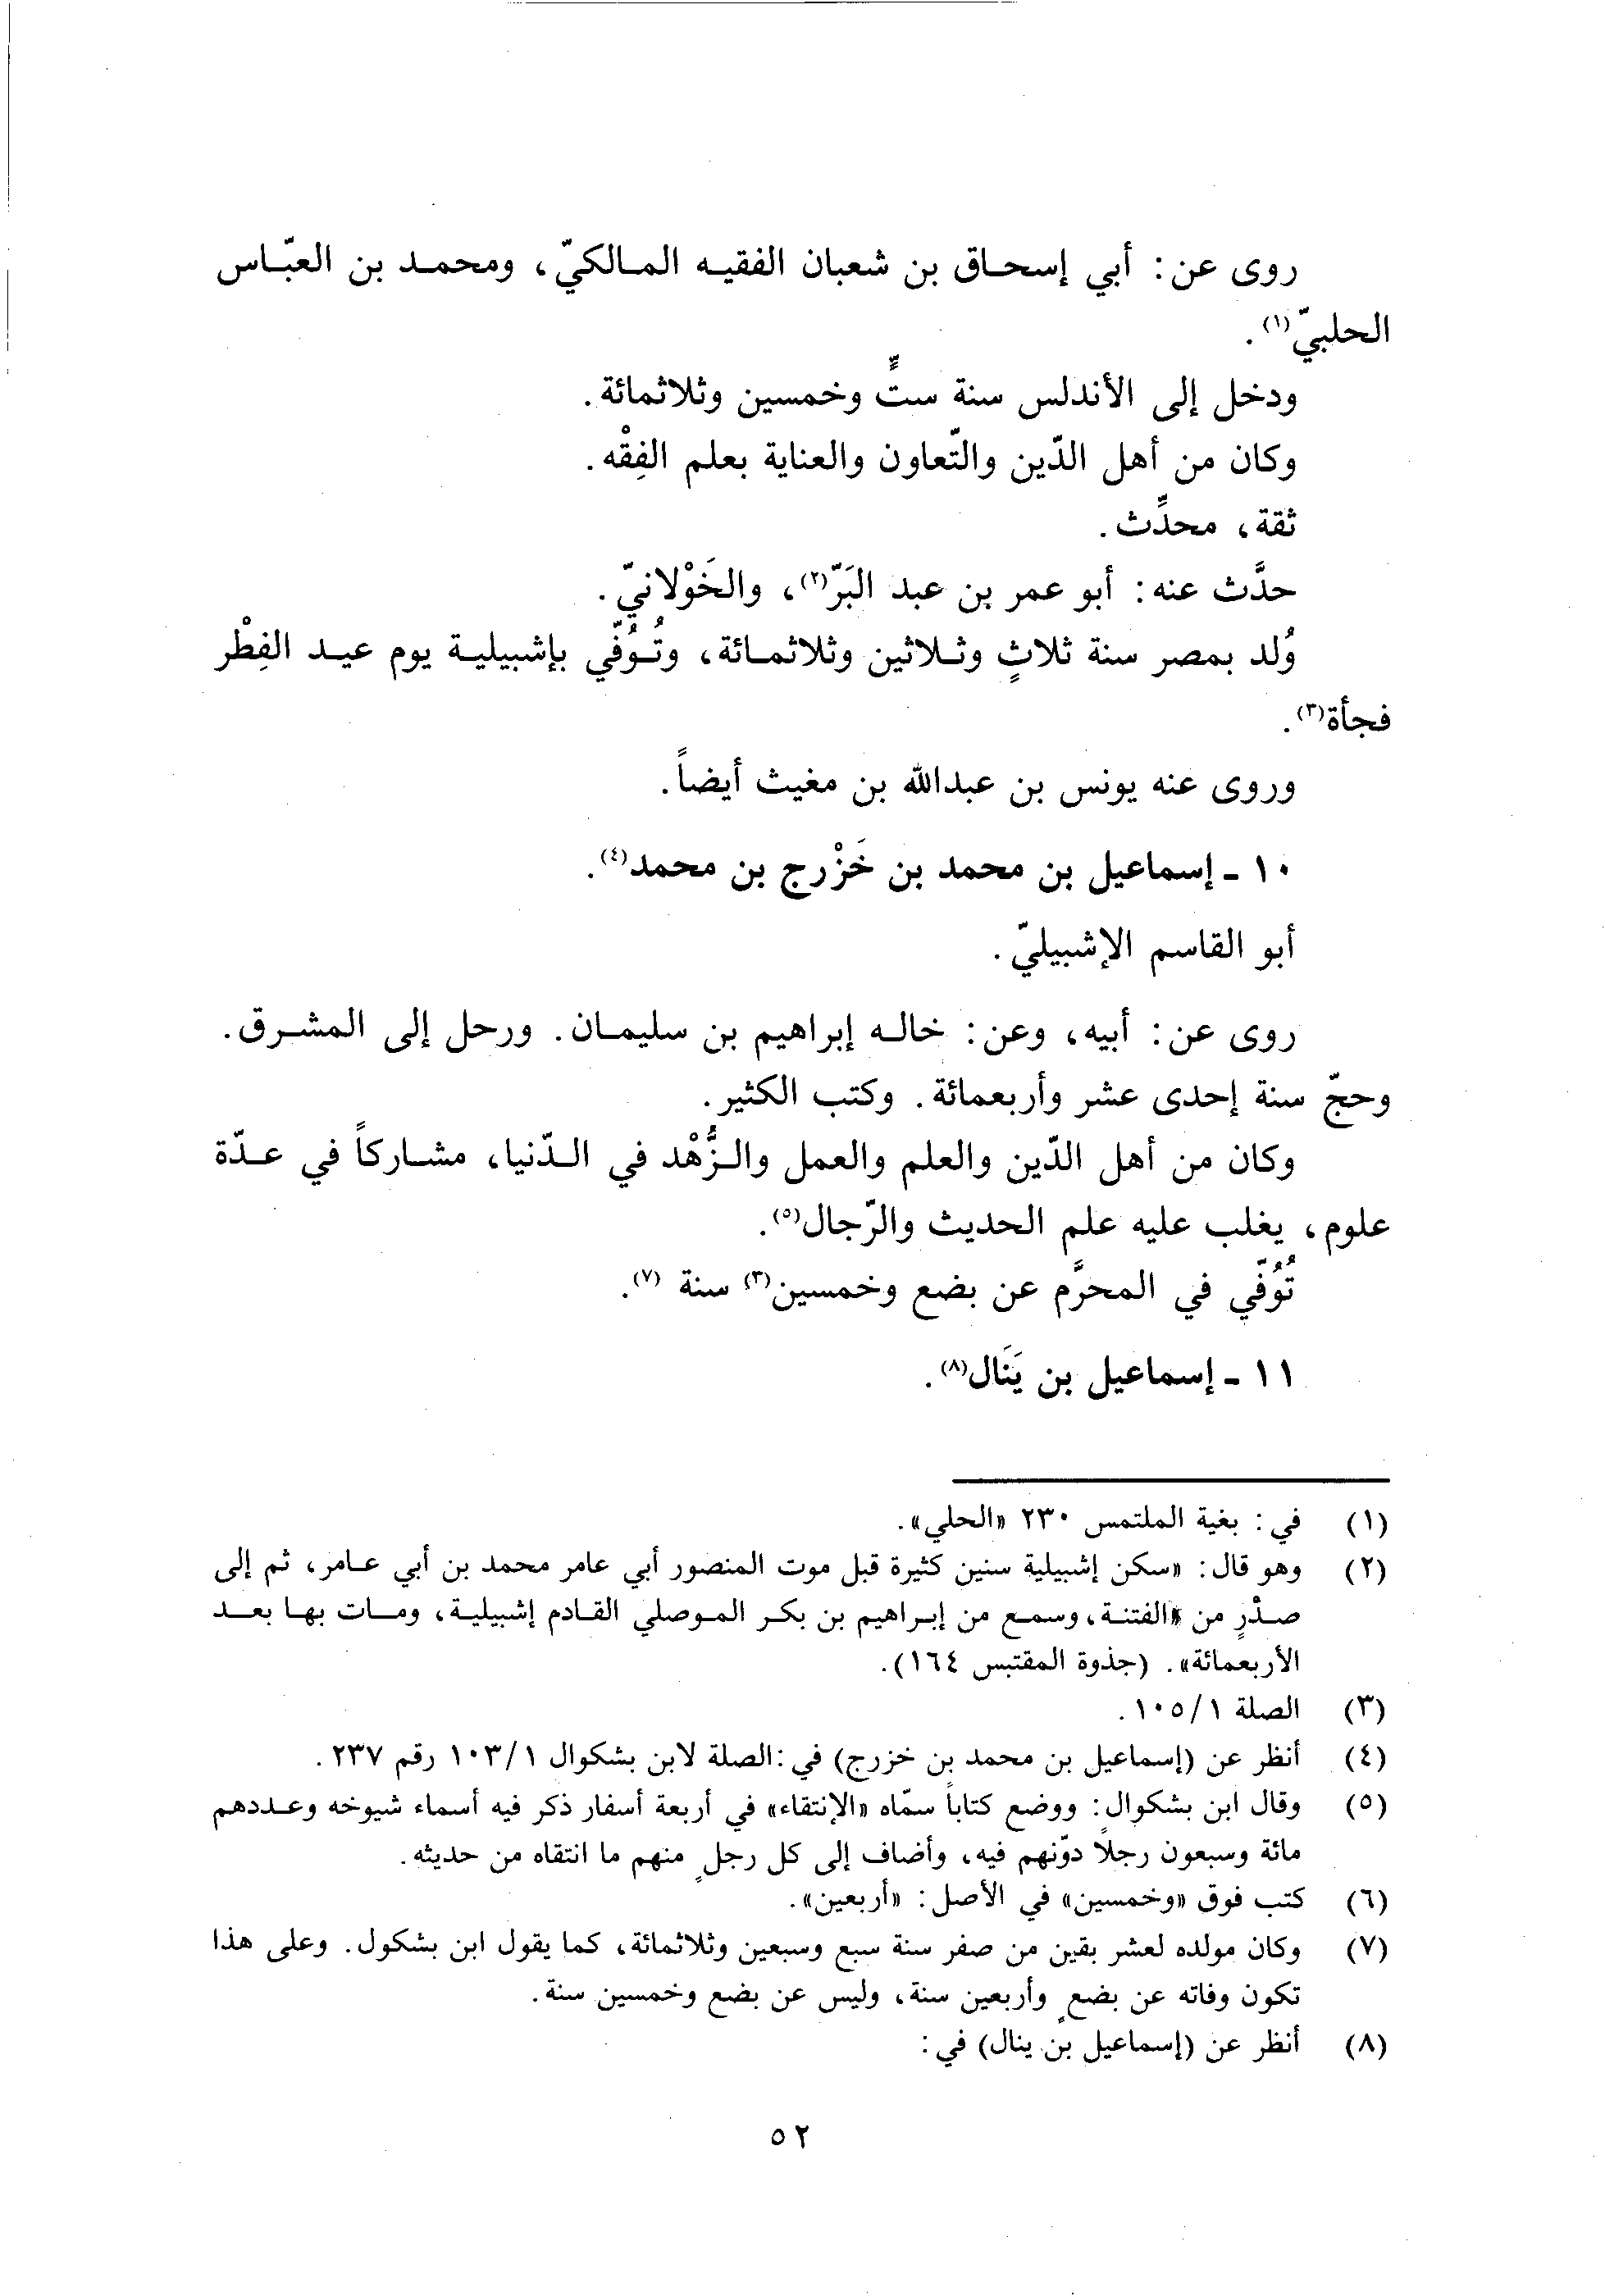 روى عن: أبي إسحاق بن شعبان الفقيه المالكيّ، ومحمد بن العبّاس
الحلبيّ(١).
ودخل إلى الأندلس سنة ستٍّ وخمسين وثلاثمائة.
وكان من أهل الدّين والتّعاون والعناية بعلم الفِقْه.
ثقة، محدِّث.
حدَّث عنه: أبو عمر بن عبد البَرّ(٢)، والخَوْلانيّ.
وُلد بمصر سنة ثلاثٍ وثلاثين وثلاثمائة، وتُوُفّي بإشبيلية يوم عيد الفِطْر
فجأة(٣).
وروى عنه يونس بن عبدالله بن مغيث أيضاً.
١٠ - إسماعيل بن محمد بن خَزْرج بن محمد(٤).
أبو القاسم الإشبيليّ.
روى عن: أبيه، وعن: خاله إبراهيم بن سليمان. ورحل إلى المشرق.
وحجّ سنة إحدى عشر وأربعمائة. وكتب الكثير.
وكان من أهل الدّين والعلم والعمل والزُّهْد في الدّنيا، مشاركاً في عدّة
علوم، يغلب عليه علم الحديث والرّجال(٥).
تُوُفّي في المحرَّم عن بضع وخمسين(٣) سنة (٧).
١١ - إسماعيل بن يَنَال(٨).
(١) في: بغية الملتمس ٢٣٠ «الحلي».
(٢) وهو قال: «سكن إشبيلية سنين كثيرة قبل موت المنصور أبي عامر محمد بن أبي عامر، ثم إلى
صدْرٍ من «الفتنة، وسمع من إبراهيم بن بكر الموصلي القادم إشبيلية، ومات بها بعد
الأربعمائة». (جذوة المقتبس ١٦٤).
(٣) الصلة ١/١٠٥.
(٤) أنظر عن (إسماعيل بن محمد بن خزرج) في :الصلة لابن بشكوال ١/١٠٣ رقم ٢٣٧.
(٥) وقال ابن بشكوال: ووضع كتاباً سمّاه «الإنتقاء» في أربعة أسفار ذكر فيه أسماء شيوخه وعددهم
مائة وسبعون رجلاً دوّنهم فيه، وأضاف إلى كل رجلٍ منهم ما انتقاه من حديثه.
(٦) كتب فوق «وخمسين» في الأصل: «أربعين».
(٧) وكان مولده لعشر بقين من صفر سنة سبع وسبعين وثلاثمائة، كما يقول ابن بشكول. وعلى هذا
تكون وفاته عن بضعٍ وأربعين سنة، وليس عن بضع وخمسين سنة.
(٨) أنظر عن (إسماعيل بن ينال) في:
٥٢